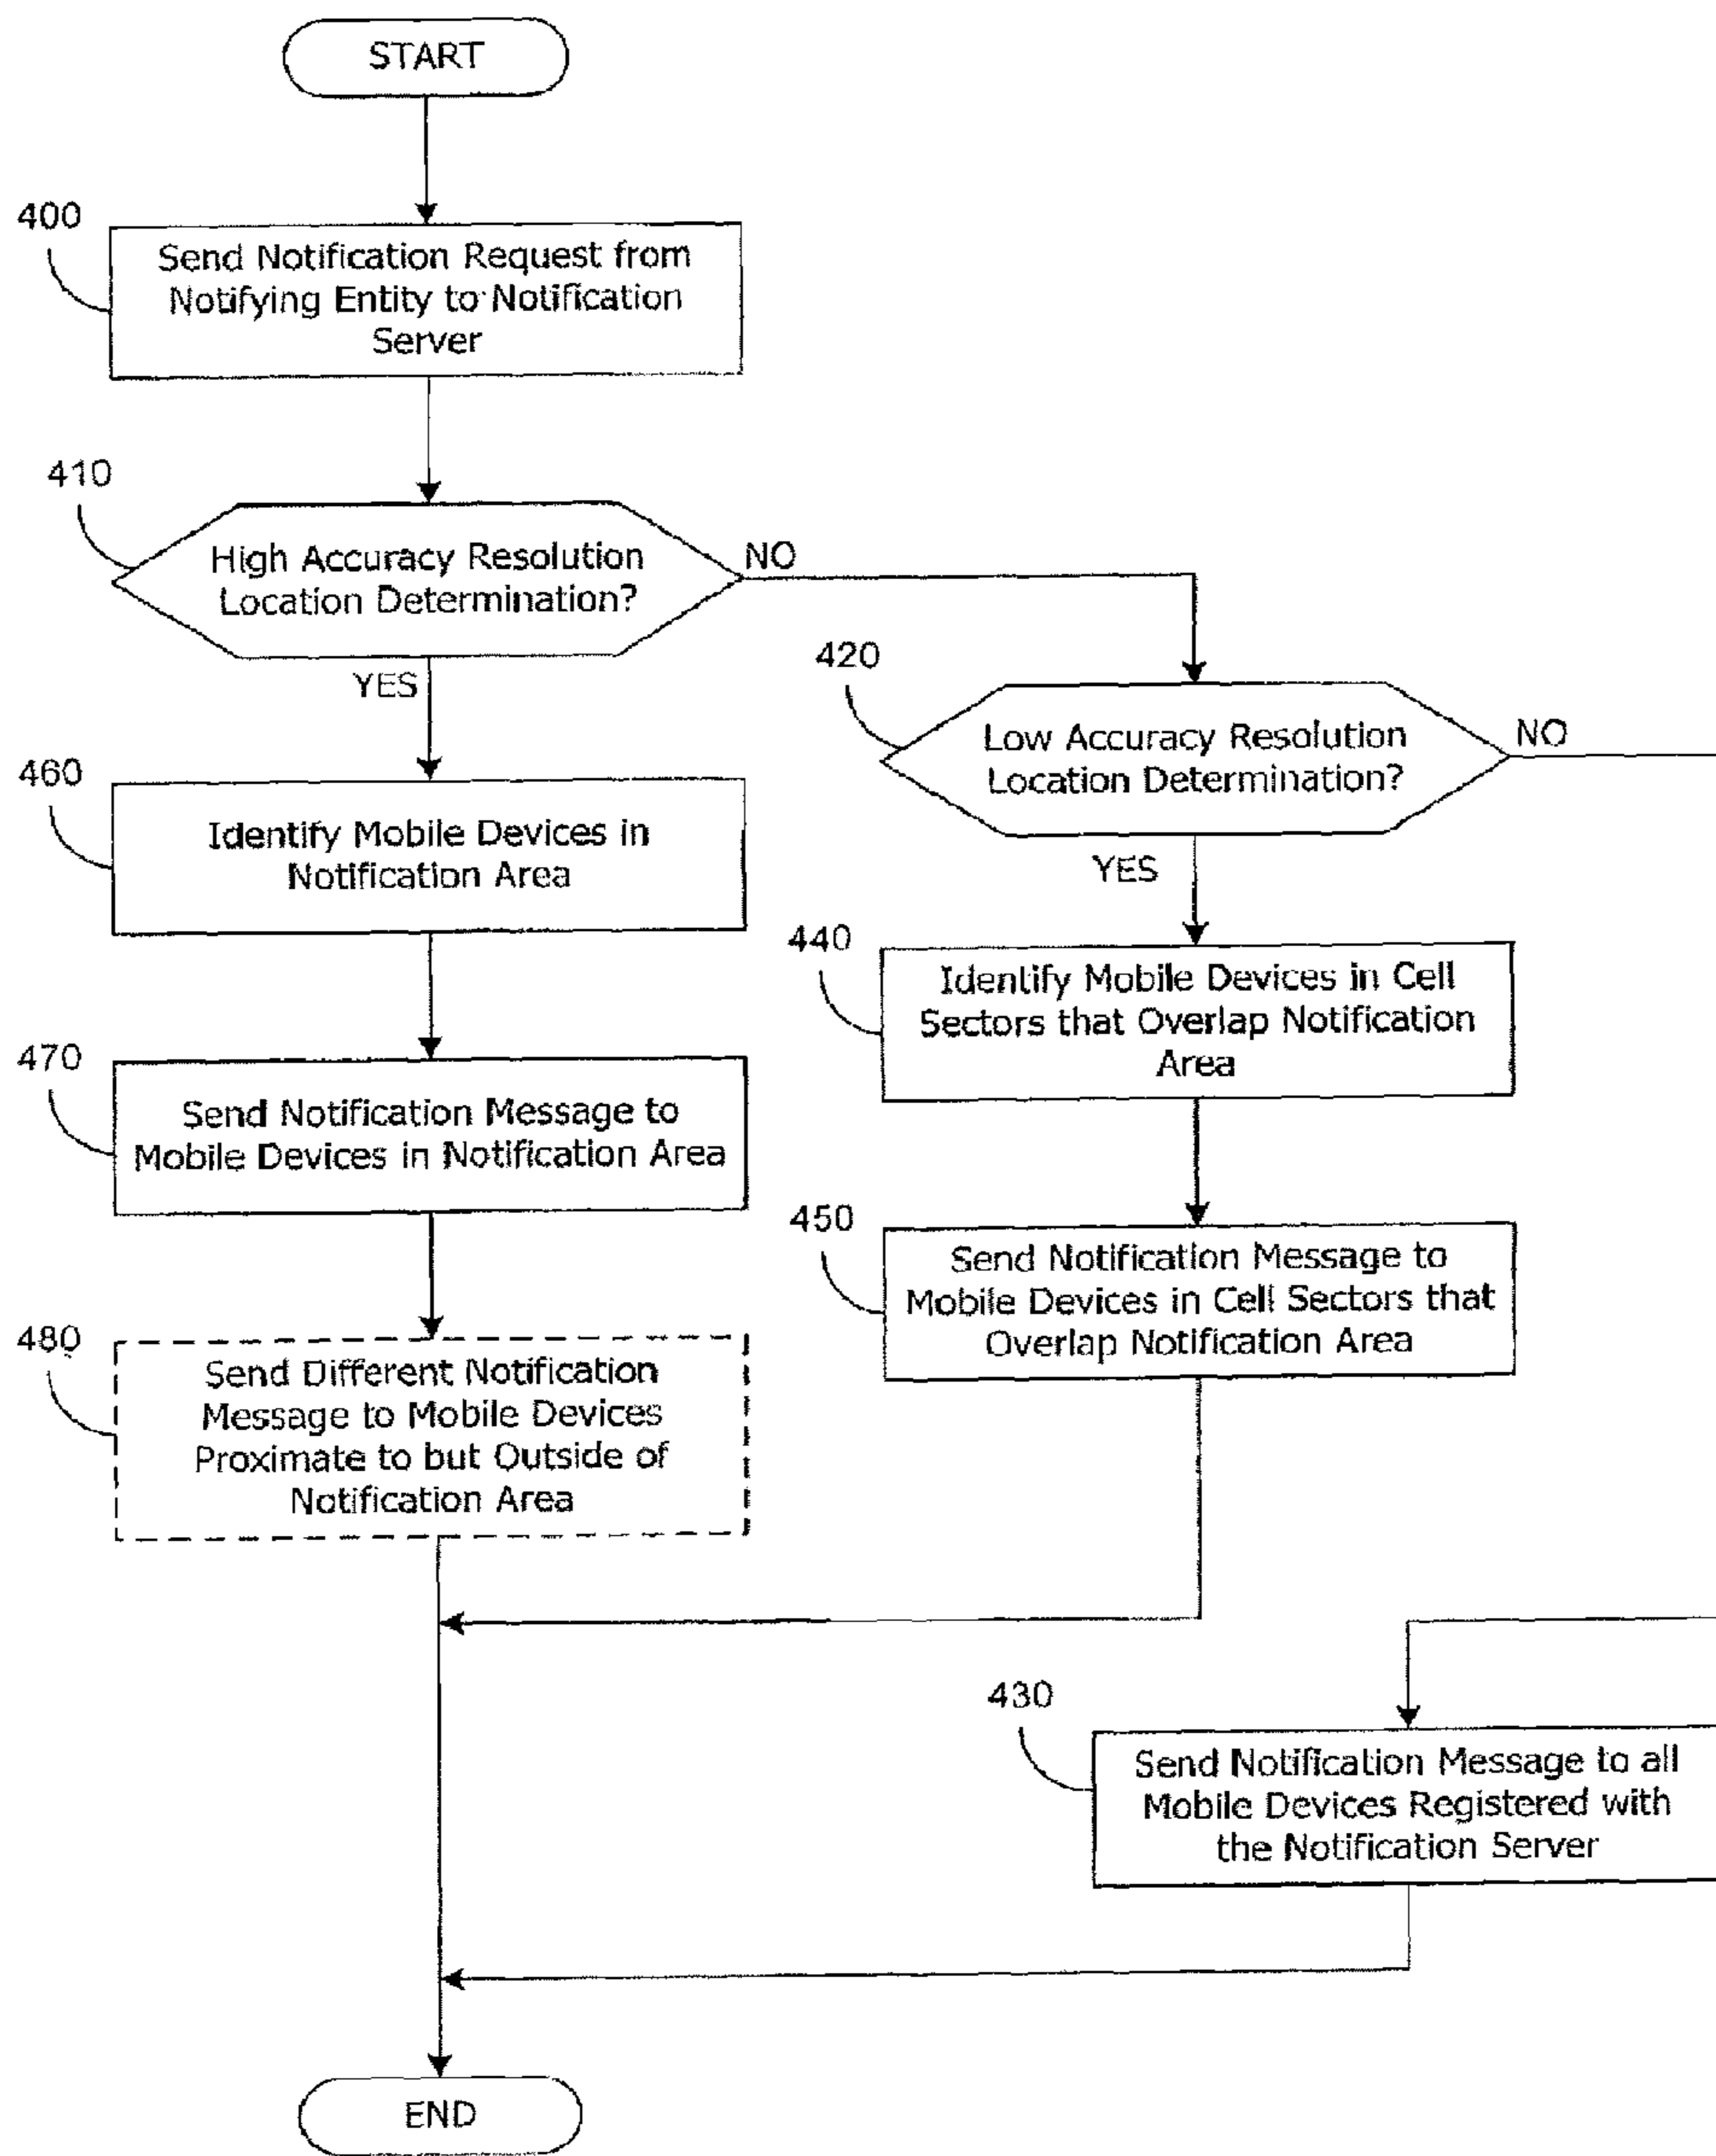 START
400
Send Notification Request from
Notifying Entity to Notification
Server
410
High Accuracy Resolution
Location Determination?
NO
YES
420
Low Accuracy Resolution
Location Determination?
NO
YES
460
Identify Mobile Devices in
Notification Area
440
Identify Mobile Devices in Cell
Sectors that Overlap Notification
Area
470
Send Notification Message to
Mobile Devices in Notification Area
450
Send Notification Message to
Mobile Devices in Cell Sectors that
Overlap Notification Area
480
Send Different Notification
Message to Mobile Devices
Proximate to but Outside of
Notification Area
430
Send Notification Message to all
Mobile Devices Registered with
the Notification Server
END